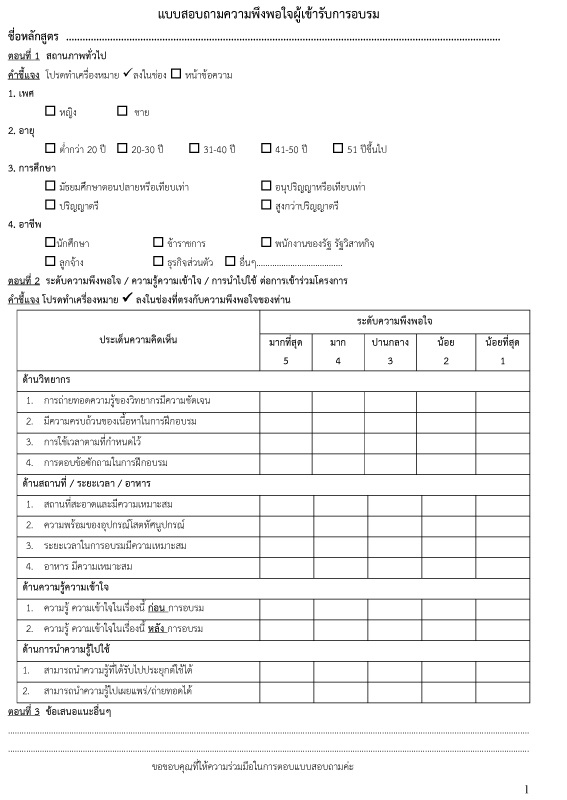 แบบสอบถามความพึงพอใจผู้เข้ารับการอบรม
ชื่อหลักสูตร ................................................................................................................................
ตอนที่ 1 สถานภาพทั่วไป
คำชี้แจง โปรดทำเครื่องหมาย ✓ลงในช่อง ☐ หน้าข้อความ
1. เพศ
☐ หญิง ☐ ชาย
2. อายุ
☐ ต่ำกว่า 20 ปี ☐ 20-30 ปี ☐ 31-40 ปี ☐ 41-50 ปี ☐ 51 ปีขึ้นไป
3. การศึกษา
☐ มัธยมศึกษาตอนปลายหรือเทียบเท่า ☐ อนุปริญญาหรือเทียบเท่า
☐ ปริญญาตรี ☐ สูงกว่าปริญญาตรี
4. อาชีพ
☐นักศึกษา ☐ ข้าราชการ ☐ พนักงานของรัฐ รัฐวิสาหกิจ
☐ ลูกจ้าง ☐ ธุรกิจส่วนตัว ☐ อื่นๆ....................................
ตอนที่ 2 ระดับความพึงพอใจ / ความรู้ความเข้าใจ / การนำไปใช้ ต่อการเข้าร่วมโครงการ
คำชี้แจง โปรดทำเครื่องหมาย ✓ ลงในช่องที่ตรงกับความพึงพอใจของท่าน
ประเด็นความคิดเห็น ระดับความพึงพอใจ
มากที่สุด มาก ปานกลาง น้อย น้อยที่สุด
5 4 3 2 1
ด้านวิทยากร
1. การถ่ายทอดความรู้ของวิทยากรมีความชัดเจน
2. มีความครบถ้วนของเนื้อหาในการฝึกอบรม
3. การใช้เวลาตามที่กำหนดไว้
4. การตอบข้อซักถามในการฝึกอบรม
ด้านสถานที่ / ระยะเวลา / อาหาร
1. สถานที่สะอาดและมีความเหมาะสม
2. ความพร้อมของอุปกรณ์โสตทัศนูปกรณ์
3. ระยะเวลาในการอบรมมีความเหมาะสม
4. อาหาร มีความเหมาะสม
ด้านความรู้ความเข้าใจ
1. ความรู้ ความเข้าใจในเรื่องนี้ ก่อน การอบรม
2. ความรู้ ความเข้าใจในเรื่องนี้ หลัง การอบรม
ด้านการนำความรู้ไปใช้
1. สามารถนำความรู้ที่ได้รับไปประยุกต์ใช้ได้
2. สามารถนำความรู้ไปเผยแพร่/ถ่ายทอดได้
ตอนที่ 3 ข้อเสนอแนะอื่นๆ
................................................................................................................................
................................................................................................................................
ขอขอบคุณที่ให้ความร่วมมือในการตอบแบบสอบถามค่ะ
1